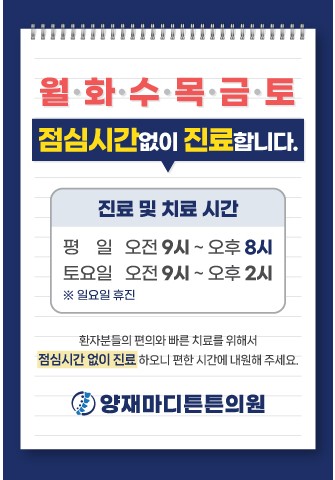 월·화·수·목·금·토
점심시간없이 진료합니다.
진료 및 치료 시간
평 일 오전 9시 ~ 오후 8시
토요일 오전 9시 ~ 오후 2시
※ 일요일 휴진
환자분들의 편의와 빠른 치료를 위해서
점심시간 없이 진료 하오니 편한 시간에 내원해 주세요.
양재마디튼튼의원